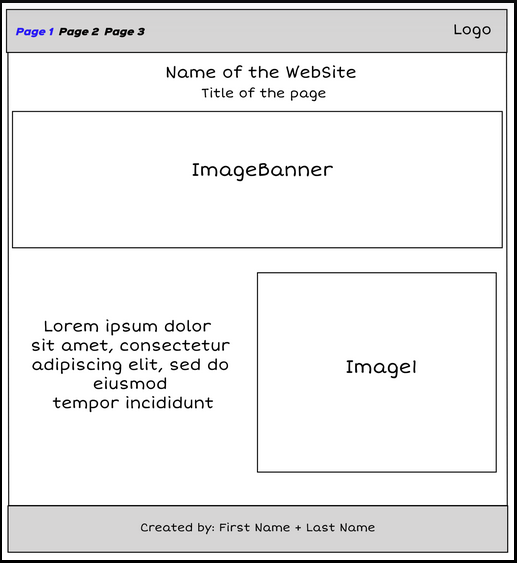 Page 1 Page 2 Page 3
Logo
Name of the WebSite
Title of the page
ImageBanner
Lorem ipsum dolor
sit amet, consectetur
adipiscing elit, sed do
eiusmod
tempor incididunt
Image1
Created by: First Name + Last Name